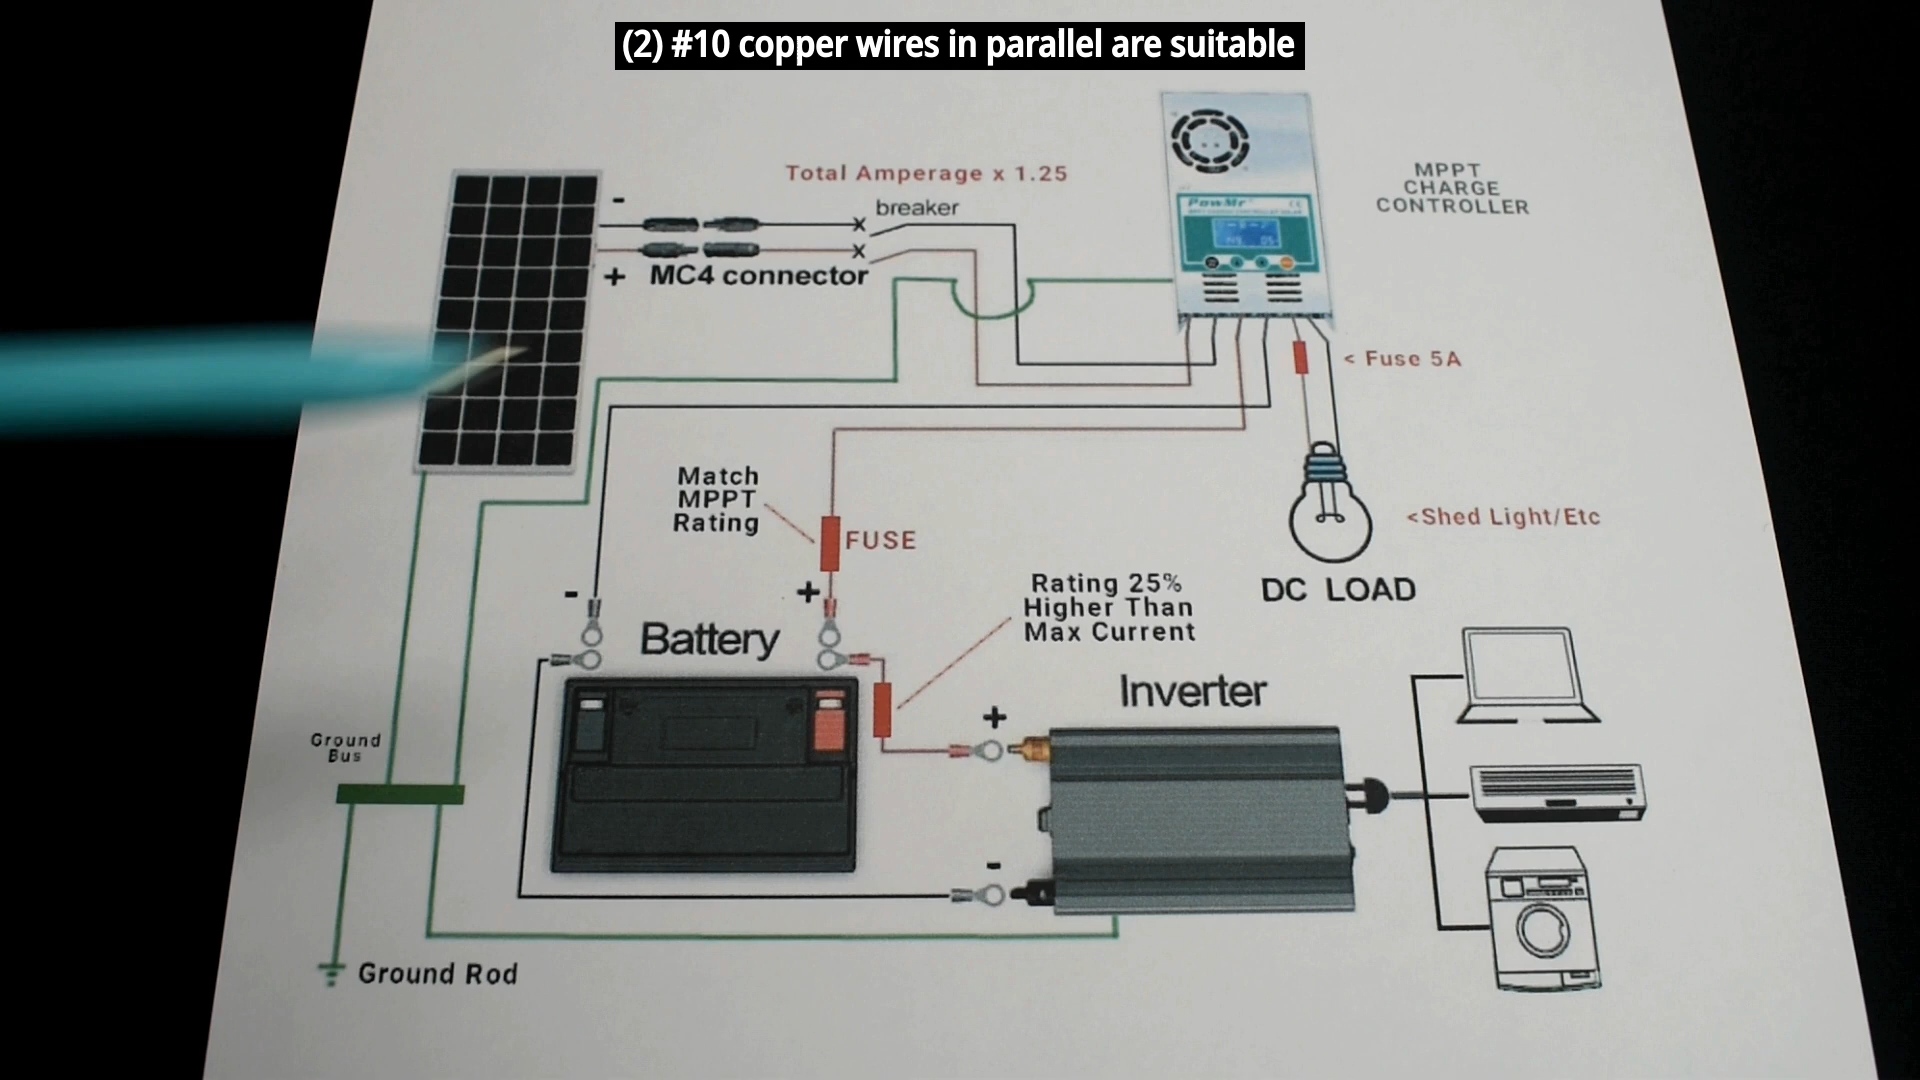 (2) #10 copper wires in parallel are suitable
Total Amperage x 1.25
breaker
MPPT
CHARGE
CONTROLLER
PowMr
-
+
MC4 connector
< Fuse 5A
Match
MPPT
Rating
FUSE
<Shed Light/Etc
DC LOAD
-
+
Battery
Rating 25%
Higher Than
Max Current
Inverter
+
Ground
Bus
-
Ground Rod